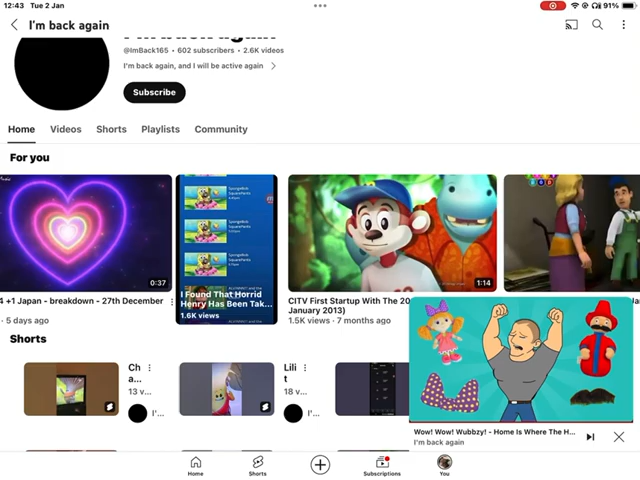 12:43 Tue 2 Jan
91%
I'm back again
@ImBack165 • 602 subscribers • 2.6K videos
I'm back again, and I will be active again
Subscribe
Home Videos Shorts Playlists Community
For you
0:37
4 +1 Japan - breakdown - 27th December
5 days ago
I Found That Horrid
Henry Has Been Tak...
1.6K views
1:14
CITV First Startup With The 20
January 2013)
1.5K views • 7 months ago
Shorts
Ch
a...
13 v...
I'...
Lili
t
18 v...
I'...
Wow! Wow! Wubbzy! - Home Is Where The H...
I'm back again
Home Shorts Subscriptions You